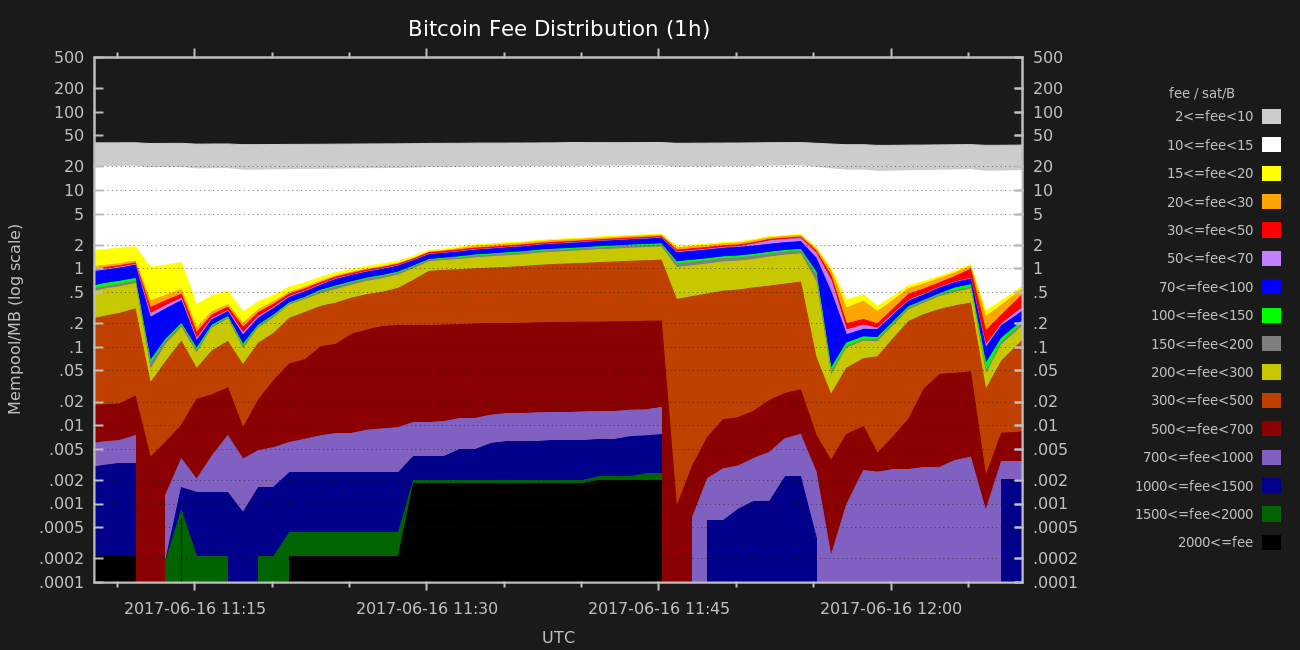 Bitcoin Fee Distribution (1h)
Mempool/MB (log scale)
500
200
100
50
20
10
5
2
1
.5
.2
.1
.05
.02
.01
.005
.002
.001
.0005
.0002
.0001
500
200
100
50
20
10
5
2
1
.5
.2
.1
.05
.02
.01
.005
.002
.001
.0005
.0002
.0001
fee / sat/B
2<=fee<10
10<=fee<15
15<=fee<20
20<=fee<30
30<=fee<50
50<=fee<70
70<=fee<100
100<=fee<150
150<=fee<200
200<=fee<300
300<=fee<500
500<=fee<700
700<=fee<1000
1000<=fee<1500
1500<=fee<2000
2000<=fee
2017-06-16 11:15 2017-06-16 11:30 2017-06-16 11:45 2017-06-16 12:00
UTC